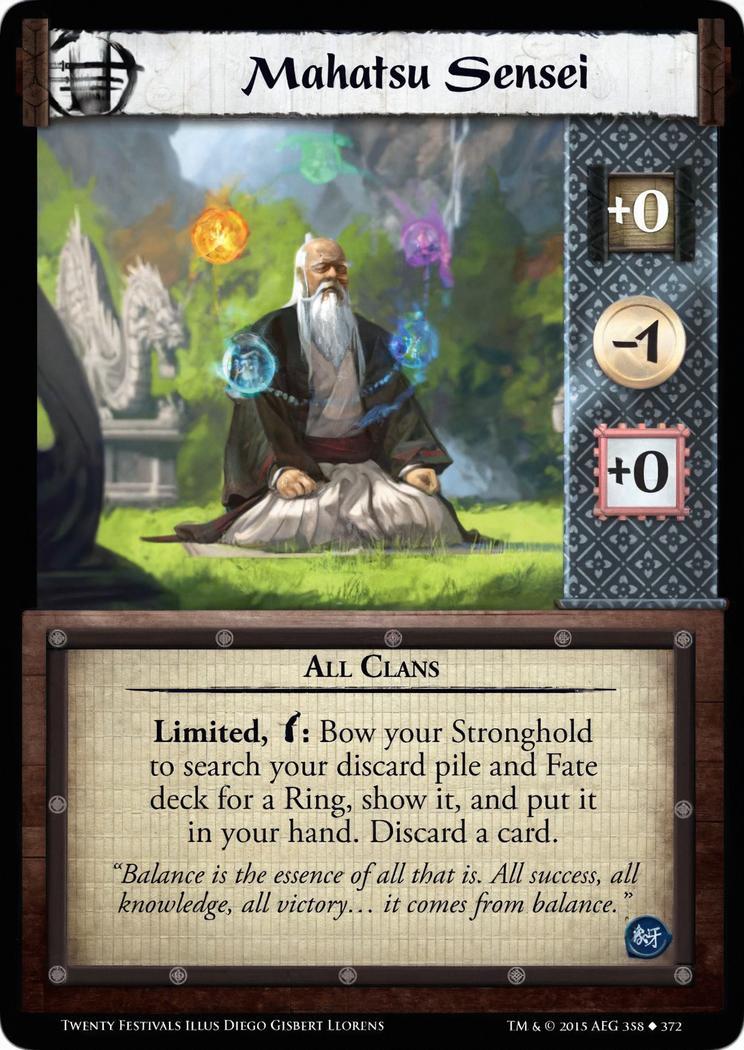 Mahatsu Sensei
+0
-1
+0
All Clans
Limited, : Bow your Stronghold
to search your discard pile and Fate
deck for a Ring, show it, and put it
in your hand. Discard a card.
“Balance is the essence of all that is. All success, all
knowledge, all victory… it comes from balance.”
Twenty Festivals Illus Diego Gisbert Llorens
TM & © 2015 AEG 358 ◆ 372